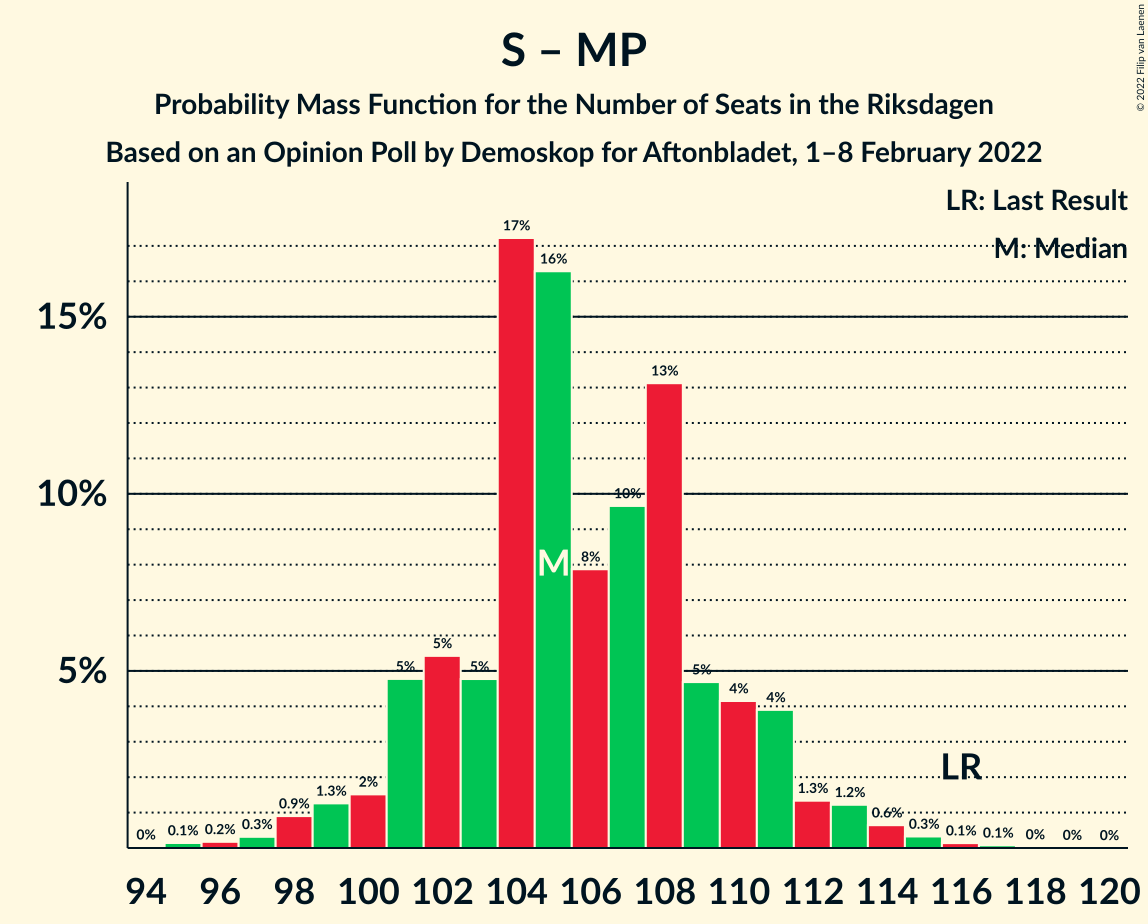 S – MP
Probability Mass Function for the Number of Seats in the Riksdagen
Based on an Opinion Poll by Demoskop for Aftonbladet, 1–8 February 2022
© 2022 Filip van Laenen
LR: Last Result
M: Median
15%
10%
5%
0% 0.1% 0.2% 0.3% 0.9% 1.3% 2% 5% 5% 5% 17% 16% 8% 10% 13% 5% 4% 4% 1.3% 1.2% 0.6% 0.3% 0.1% 0.1% 0% 0% 0%
M
LR
94 96 98 100 102 104 106 108 110 112 114 116 118 120